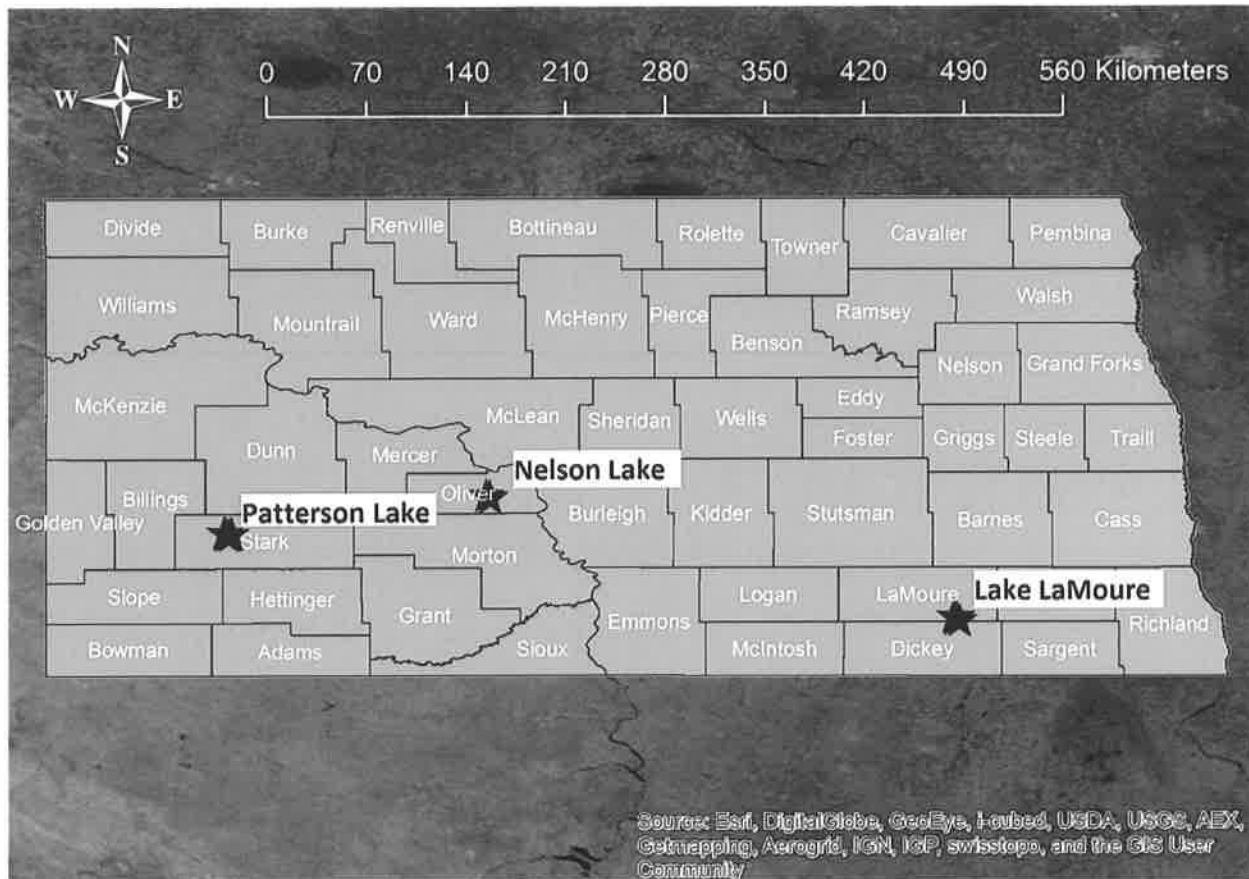 N
W E
S
0 70 140 210 280 350 420 490 560 Kilometers
Divide
Burke
Renville
Bottineau
Rolette
Towner
Cavalier
Pembina
Williams
Mountrail
Ward
McHenry
Pierce
Benson
Ramsey
Walsh
Nelson
Grand Forks
McKenzie
Dunn
Mercer
McLean
Sheridan
Wells
Eddy
Foster
Griggs
Steele
Traill
Nelson Lake
Oliver
Billings
Golden Valley
Patterson Lake
Stark
Morton
Burleigh
Kidder
Stutsman
Barnes
Cass
Slope
Hettinger
Grant
Emmons
Logan
LaMoure
Lake LaMoure
Richland
Bowman
Adams
Sioux
McIntosh
Dickey
Sargent
Source: Esri, DigitalGlobe, GeoEye, i-cubed, USDA, USGS, AEX,
Getmapping, Aerogrid, IGN, IGP, swisstopo, and the GIS User
Community